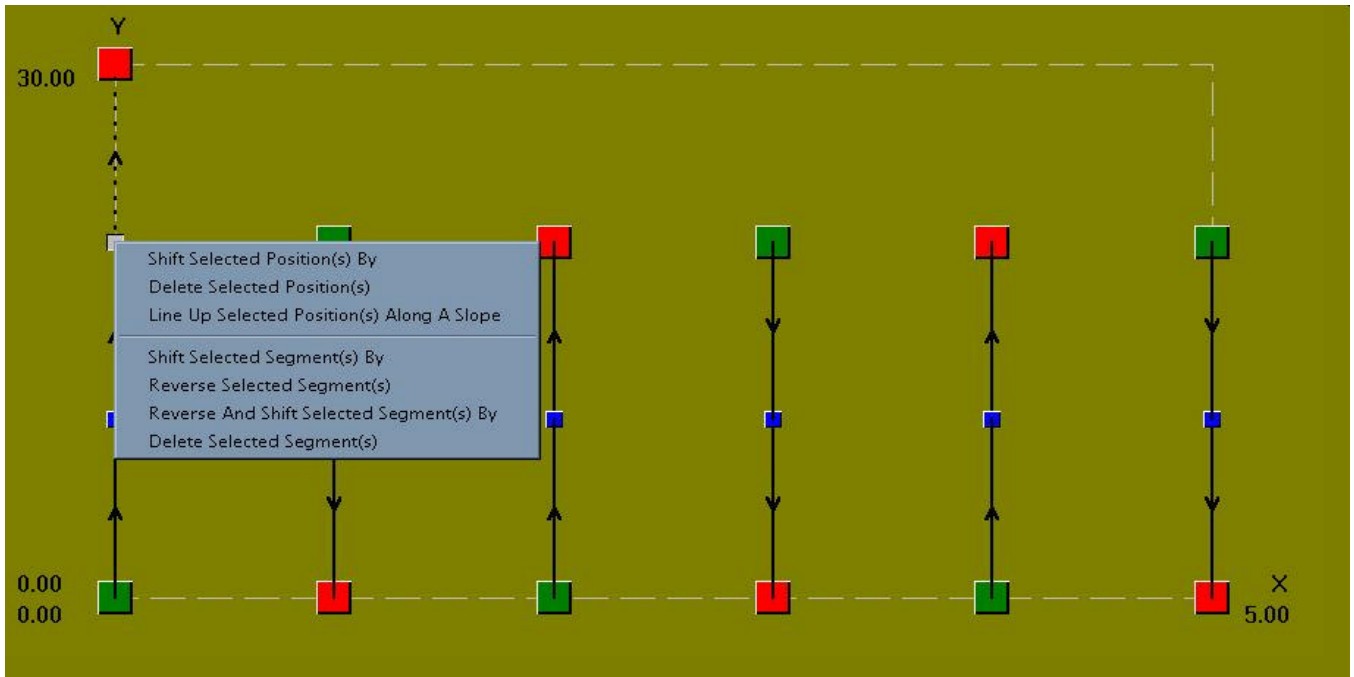 Y
30.00
Shift Selected Position(s) By
Delete Selected Position(s)
Line Up Selected Position(s) Along A Slope
Shift Selected Segment(s) By
Reverse Selected Segment(s)
Reverse And Shift Selected Segment(s) By
Delete Selected Segment(s)
0.00
X
0.00
5.00